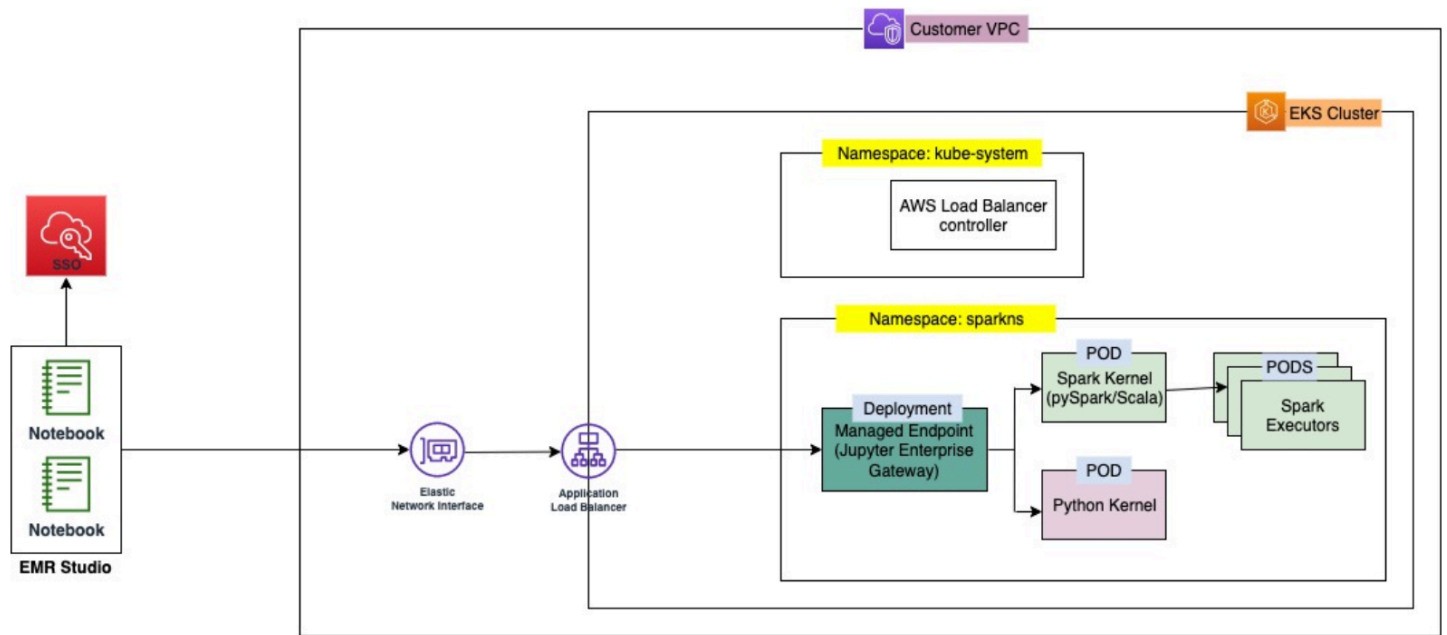 Customer VPC
EKS Cluster
Namespace: kube-system
AWS Load Balancer
controller
SSO
Namespace: sparkns
POD
Spark Kernel
(pySpark/Scala)
PODS
Spark
Executors
Deployment
Managed Endpoint
(Jupyter Enterprise
Gateway)
POD
Python Kernel
Notebook
Notebook
EMR Studio
Elastic
Network Interface
Application
Load Balancer